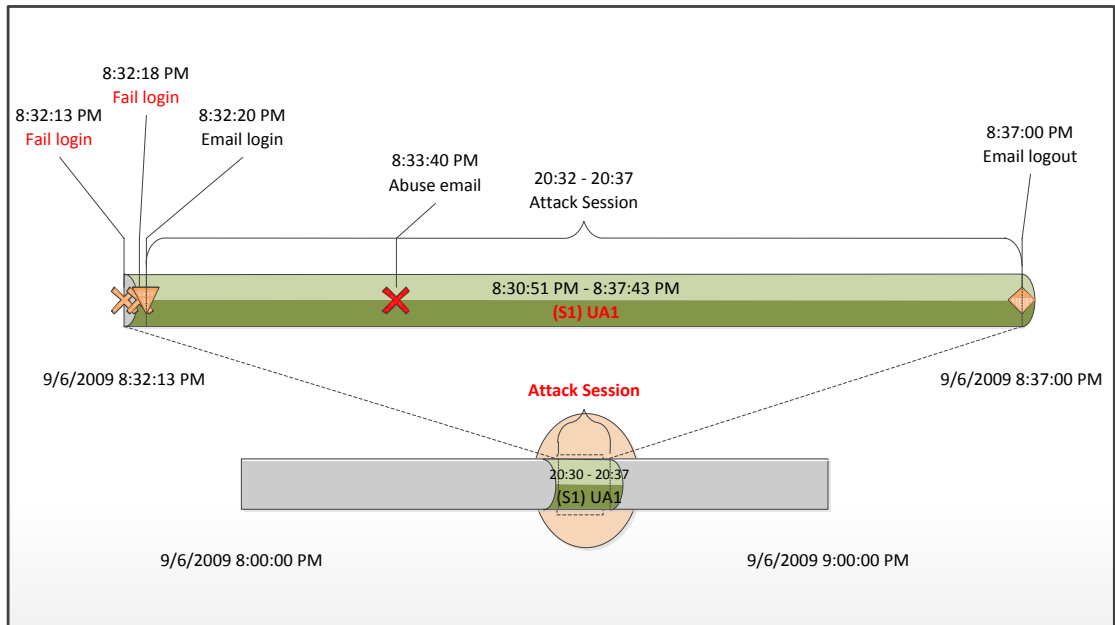 8:32:18 PM
Fail login
8:32:13 PM
Fail login
8:32:20 PM
Email login
8:33:40 PM
Abuse email
20:32 - 20:37
Attack Session
8:37:00 PM
Email logout
8:30:51 PM - 8:37:43 PM
(S1) UA1
9/6/2009 8:32:13 PM
9/6/2009 8:37:00 PM
Attack Session
20:30 - 20:37
(S1) UA1
9/6/2009 8:00:00 PM
9/6/2009 9:00:00 PM